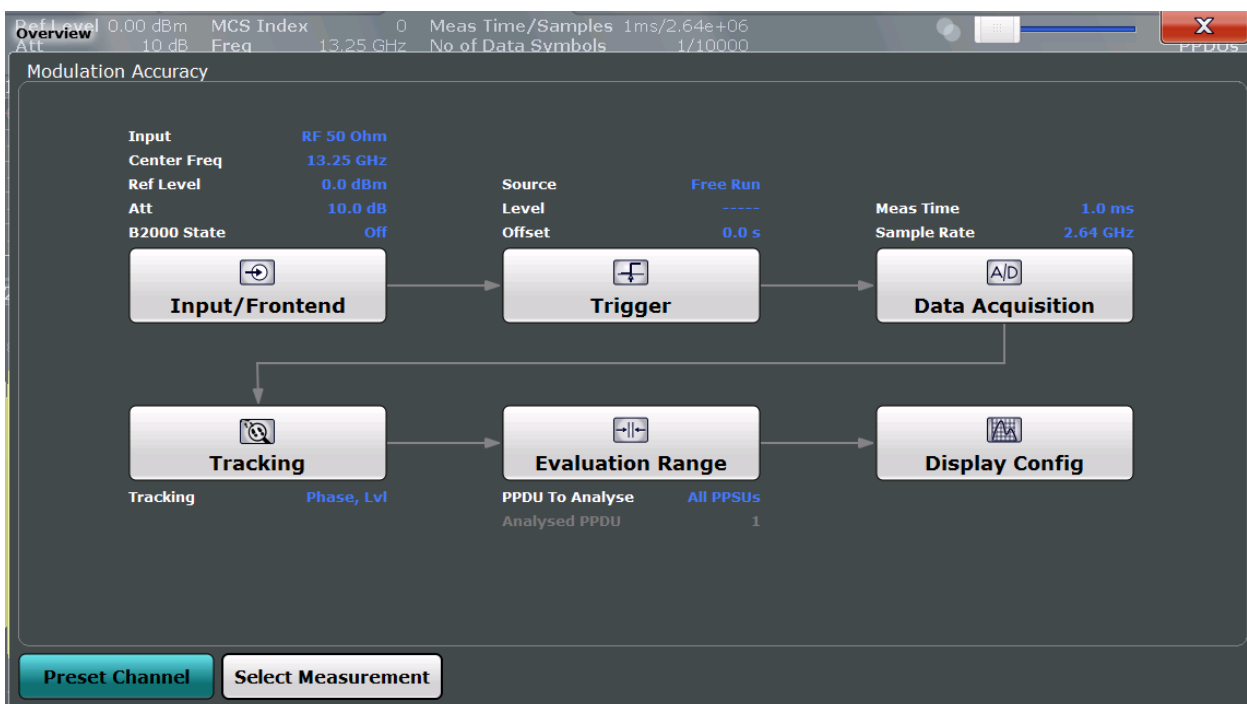 Ref Level 0.00 dBm MCS Index 0 Meas Time/Samples 1ms/2.64e+06
Overview
Att 10 dB Freq 13.25 GHz No of Data Symbols 1/10000 PPDUs
X
Modulation Accuracy
Input RF 50 Ohm
Center Freq 13.25 GHz
Ref Level 0.0 dBm
Att 10.0 dB
B2000 State Off
Source Free Run
Level -----
Offset 0.0 s
Meas Time 1.0 ms
Sample Rate 2.64 GHz
Input/Frontend
Trigger
A/D
Data Acquisition
Tracking
Evaluation Range
Display Config
Tracking Phase, Lvl
PPDU To Analyse All PPSUs
Analysed PPDU 1
Preset Channel
Select Measurement